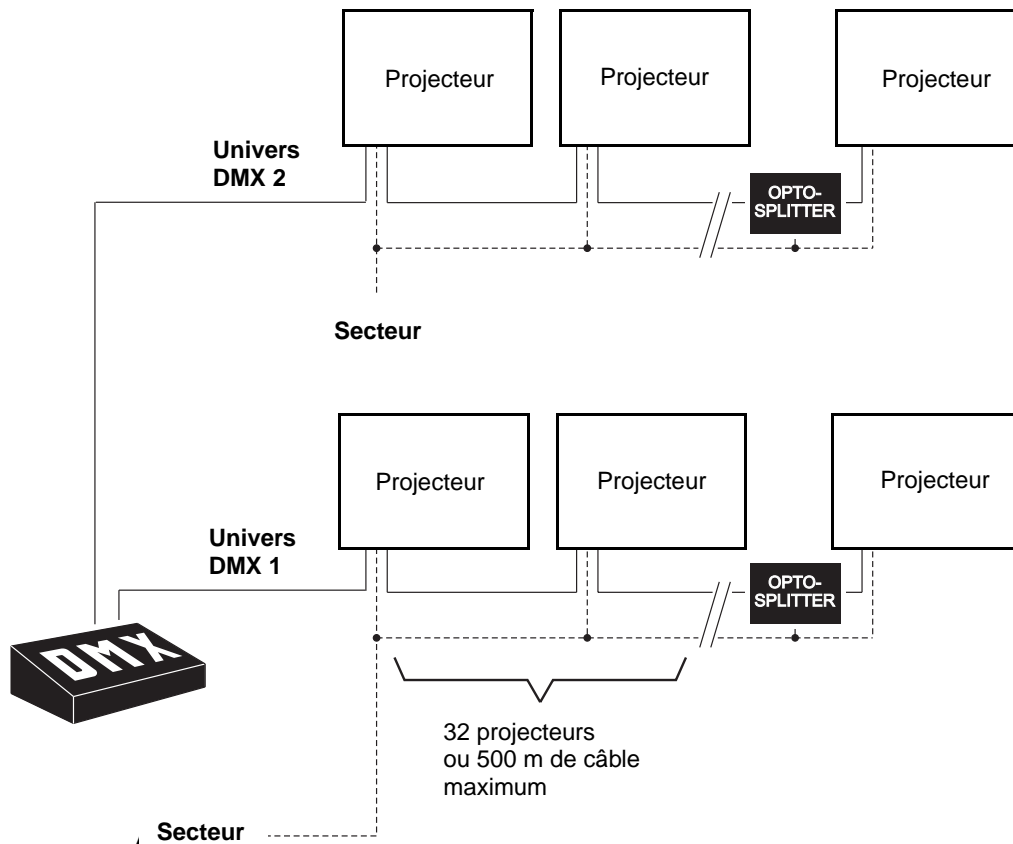 Projecteur
Projecteur
Projecteur
Univers
DMX 2
OPTO-
SPLITTER
Secteur
Projecteur
Projecteur
Projecteur
Univers
DMX 1
OPTO-
SPLITTER
DMX
32 projecteurs
ou 500 m de câble
maximum
Secteur